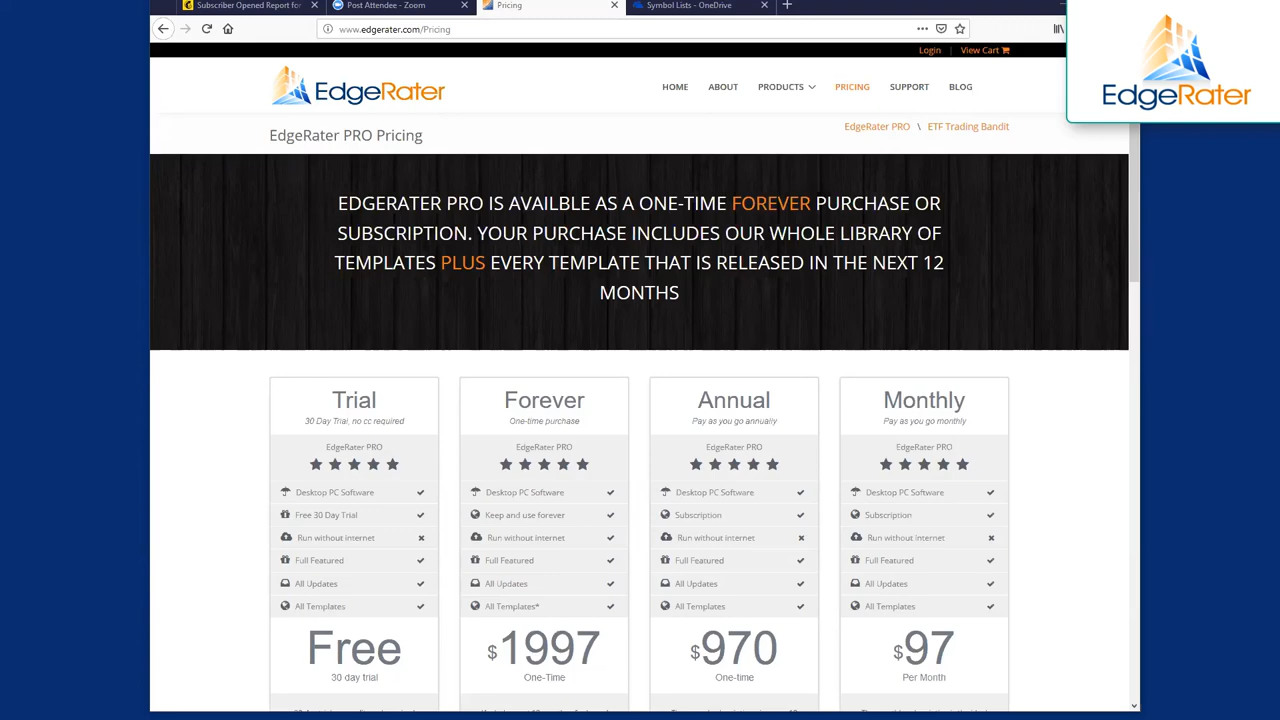 Subscriber Opened Report for
Post Attendee - Zoom
Pricing
Symbol Lists - OneDrive
www.edgerater.com/Pricing
Login | View Cart
EdgeRater
EdgeRater
HOME ABOUT PRODUCTS PRICING SUPPORT BLOG
EdgeRater PRO Pricing
EdgeRater PRO \ ETF Trading Bandit
EDGERATER PRO IS AVAILBLE AS A ONE-TIME FOREVER PURCHASE OR
SUBSCRIPTION. YOUR PURCHASE INCLUDES OUR WHOLE LIBRARY OF
TEMPLATES PLUS EVERY TEMPLATE THAT IS RELEASED IN THE NEXT 12
MONTHS
Trial
30 Day Trial, no cc required
EdgeRater PRO
Desktop PC Software
Free 30 Day Trial
Run without internet
Full Featured
All Updates
All Templates
Free
30 day trial
Forever
One-time purchase
EdgeRater PRO
Desktop PC Software
Keep and use forever
Run without internet
Full Featured
All Updates
All Templates*
$1997
One-Time
Annual
Pay as you go annually
EdgeRater PRO
Desktop PC Software
Subscription
Run without internet
Full Featured
All Updates
All Templates
$970
One-time
Monthly
Pay as you go monthly
EdgeRater PRO
Desktop PC Software
Subscription
Run without internet
Full Featured
All Updates
All Templates
$97
Per Month